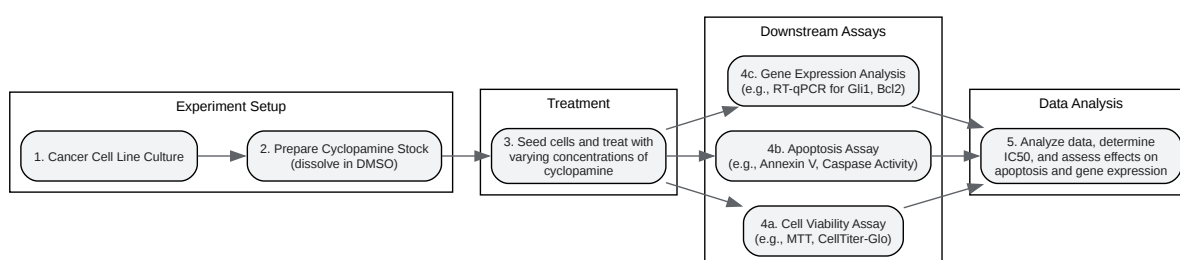 Experiment Setup
1. Cancer Cell Line Culture
2. Prepare Cyclopamine Stock
(dissolve in DMSO)
Treatment
3. Seed cells and treat with
varying concentrations of
cyclopamine
Downstream Assays
4c. Gene Expression Analysis
(e.g., RT-qPCR for Gli1, Bcl2)
4b. Apoptosis Assay
(e.g., Annexin V, Caspase Activity)
4a. Cell Viability Assay
(e.g., MTT, CellTiter-Glo)
Data Analysis
5. Analyze data, determine
IC50, and assess effects on
apoptosis and gene expression